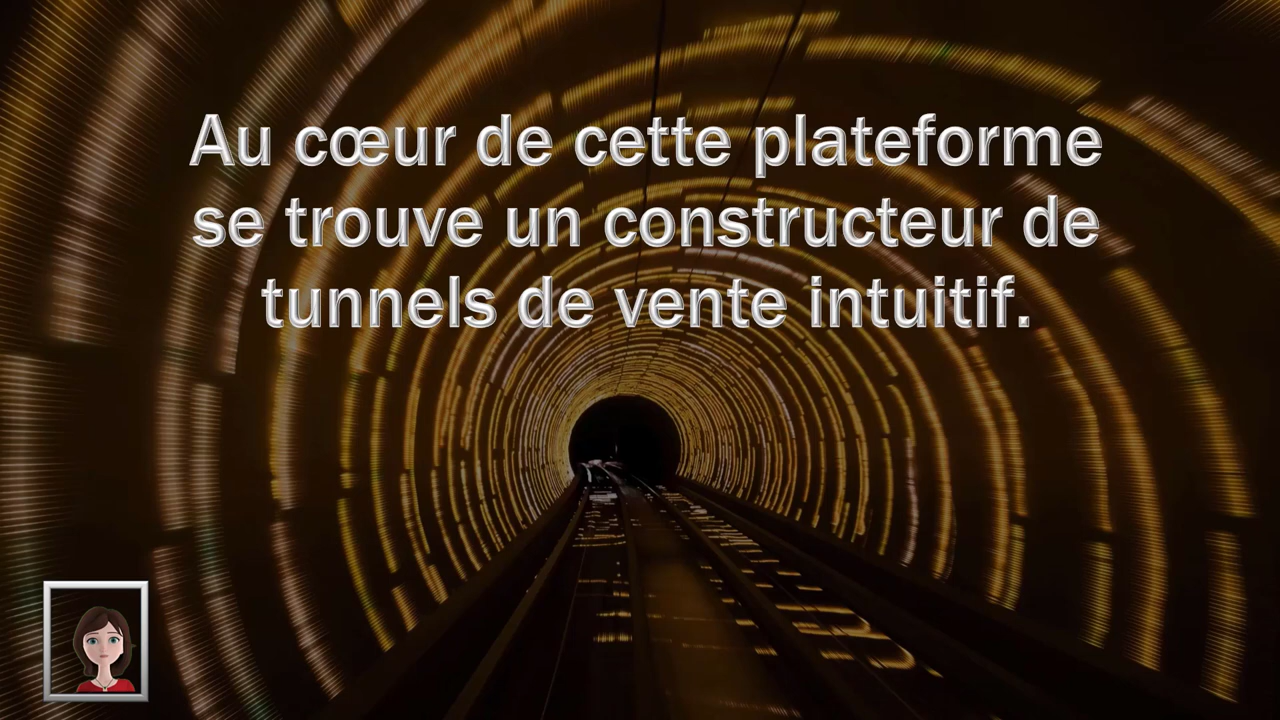 Au cœur de cette plateforme
se trouve un constructeur de
tunnels de vente intuitif.